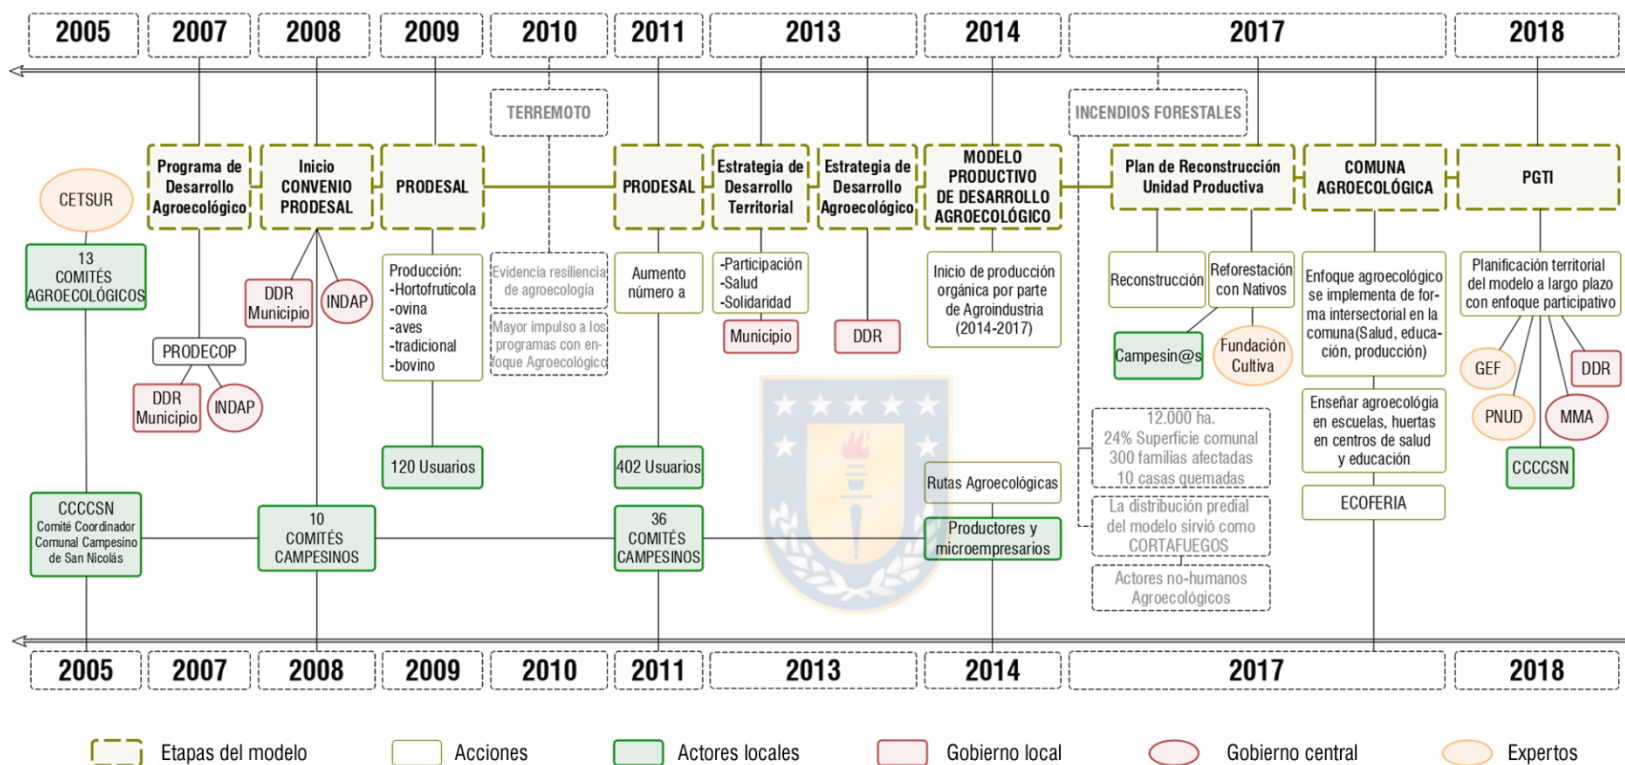 2005
2007
2008
2009
2010
2011
2013
2014
2017
2018
TERREMOTO
INCENDIOS FORESTALES
CETSUR
Programa de
Desarrollo
Agroecológico
Inicio
CONVENIO
PRODESAL
PRODESAL
PRODESAL
Estrategia de
Desarrollo
Territorial
Estrategia de
Desarrollo
Agroecológico
MODELO
PRODUCTIVO
DE DESARROLLO
AGROECOLÓGICO
Plan de Reconstrucción
Unidad Productiva
COMUNA
AGROECOLÓGICA
PGTI
13
COMITÉS
AGROECOLÓGICOS
DDR
Municipio
INDAP
Producción:
-Hortofrutícola
-ovina
-aves
-tradicional
-bovino
Evidencia resiliencia
de agroecología
Mayor impulso a los
programas con en-
foque Agroecológico
Aumento
número a
-Participación
-Salud
-Solidaridad
Municipio
DDR
Inicio de producción
orgánica por parte
de Agroindustria
(2014-2017)
Reconstrucción
Reforestación
con Nativos
Campesin@s
Fundación
Cultiva
Enfoque agroecológico
se implementa de for-
ma intersectorial en la
comuna(Salud, educa-
ción, producción)
Planificación territorial
del modelo a largo plazo
con enfoque participativo
GEF
DDR
PNUD
MMA
CCCCSN
PRODECOP
DDR
Municipio
INDAP
120 Usuarios
402 Usuarios
12.000 ha.
24% Superficie comunal
300 familias afectadas
10 casas quemadas
Enseñar agroecológia
en escuelas, huertas
en centros de salud
y educación
Rutas Agroecológicas
ECOFERIA
CCCCSN
Comité Coordinador
Comunal Campesino
de San Nicolás
10
COMITÉS
CAMPESINOS
36
COMITÉS
CAMPESINOS
Productores y
microempresarios
La distribución predial
del modelo sirvió como
CORTAFUEGOS
Actores no-humanos
Agroecológicos
2005
2007
2008
2009
2010
2011
2013
2014
2017
2018
Etapas del modelo
Acciones
Actores locales
Gobierno local
Gobierno central
Expertos